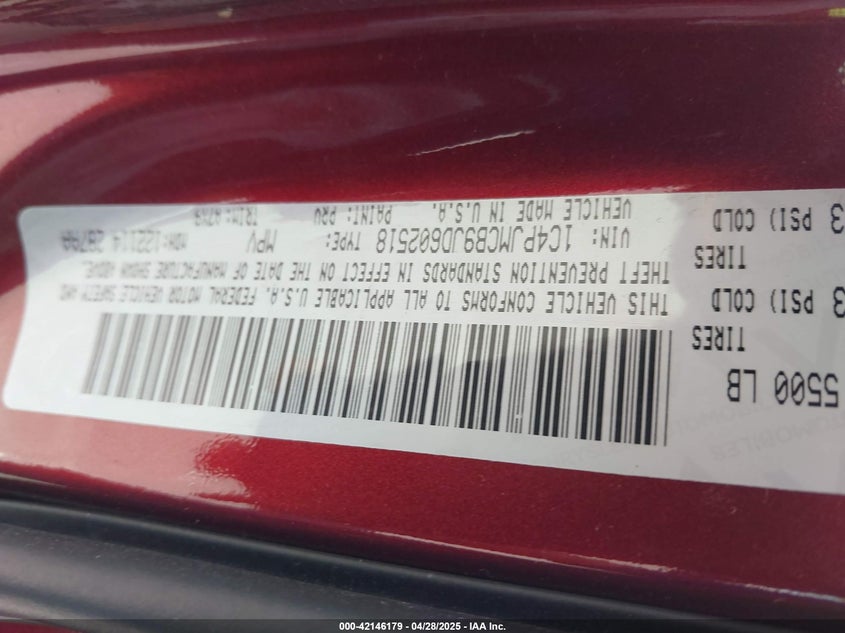 5500 LB
TIRES
3 PSI) COLD
TIRES
3 PSI) COLD
THIS VEHICLE CONFORMS TO ALL APPLICABLE U.S.A. FEDERAL MOTOR VEHICLE SAFETY AND
THEFT PREVENTION STANDARDS IN EFFECT ON THE DATE OF MANUFACTURE SHOWN ABOVE.
VIN: 1C4PJMCB9JD602518 TYPE: MPV MDH:
VEHICLE MADE IN U.S.A. PAINT: PRV TRIM:
000-42146179 - 04/28/2025 - IAA Inc.